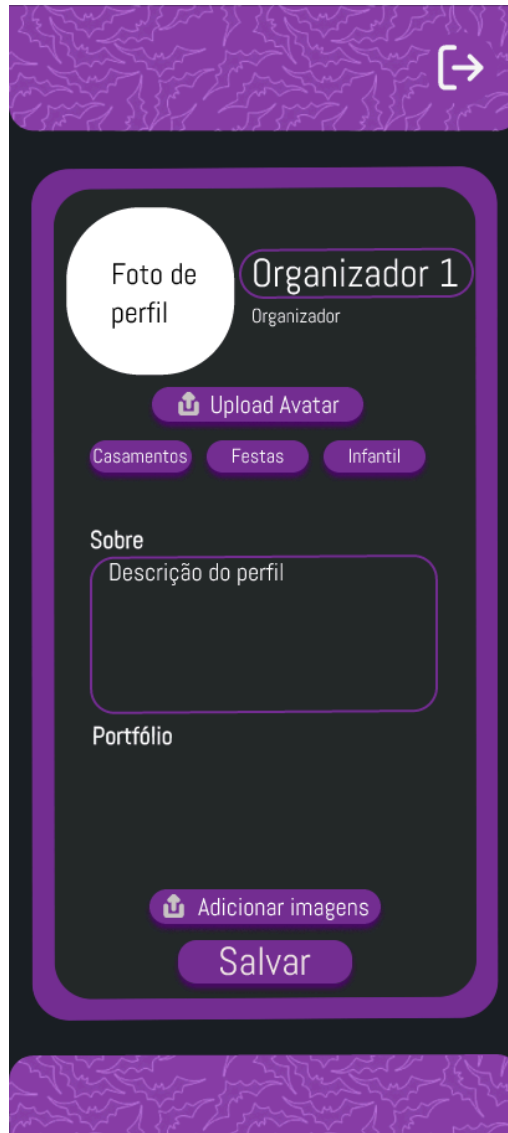 Foto de
perfil
Organizador 1
Organizador
Upload Avatar
Casamentos
Festas
Infantil
Sobre
Descrição do perfil
Portfólio
Adicionar imagens
Salvar